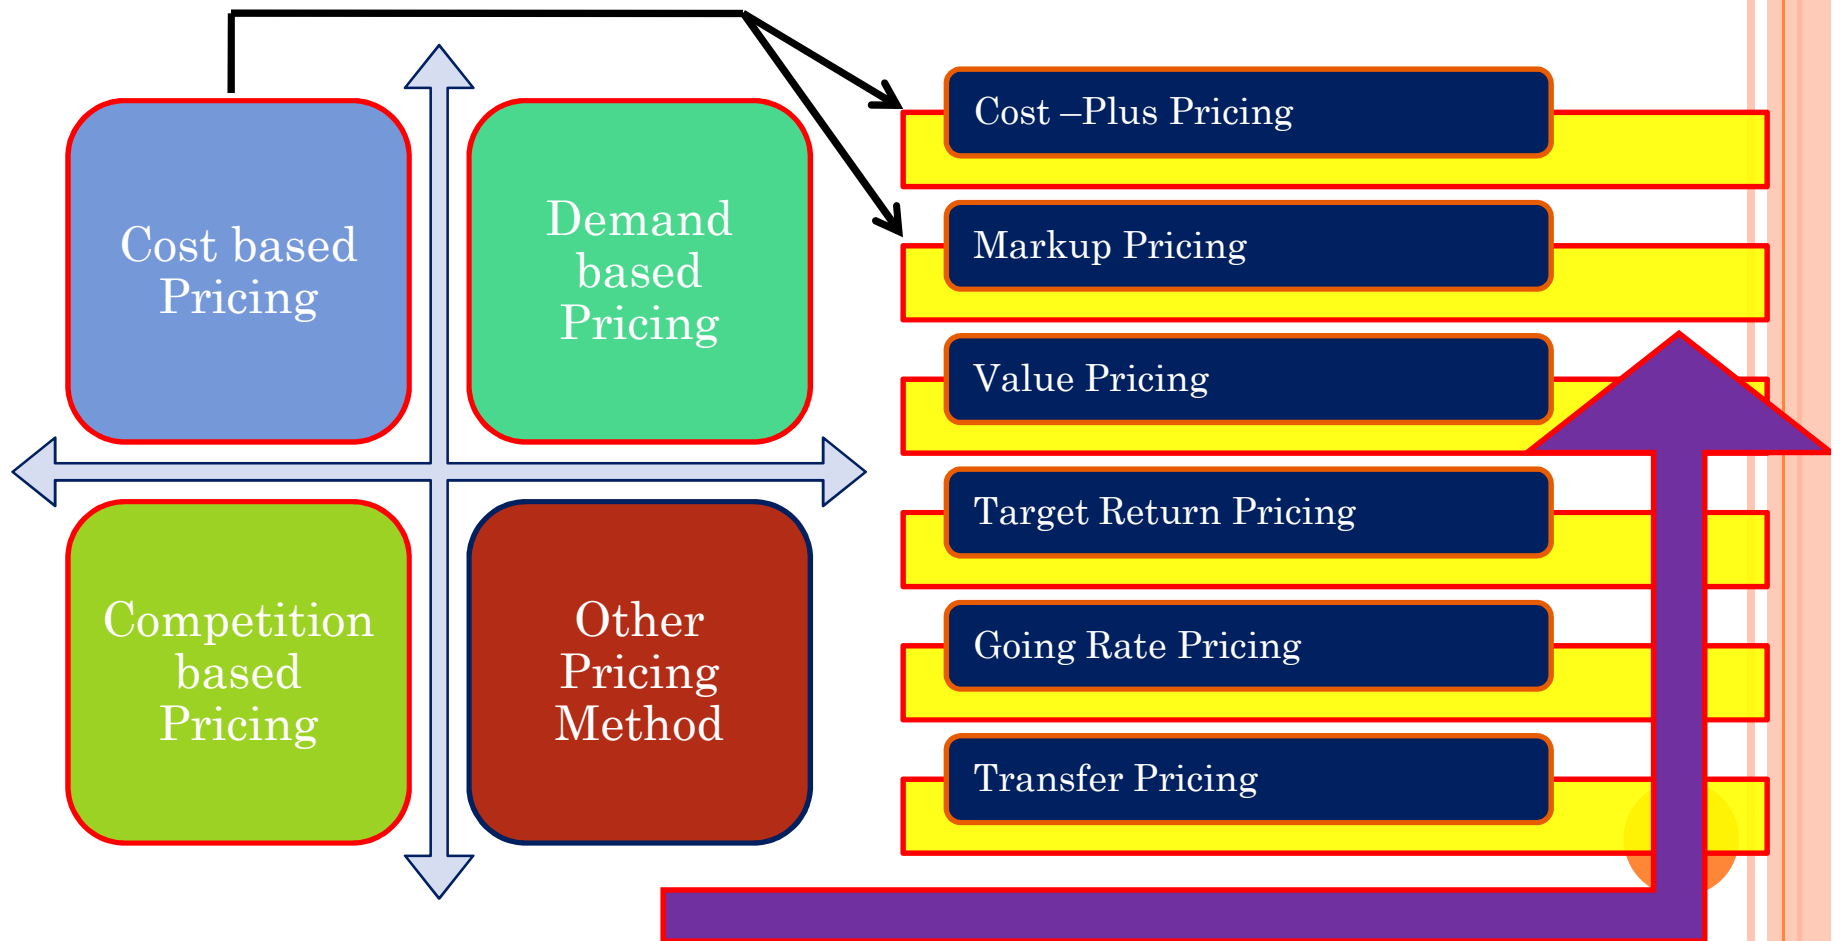 Cost based
Pricing
Demand
based
Pricing
Competition
based
Pricing
Other
Pricing
Method
Cost –Plus Pricing
Markup Pricing
Value Pricing
Target Return Pricing
Going Rate Pricing
Transfer Pricing